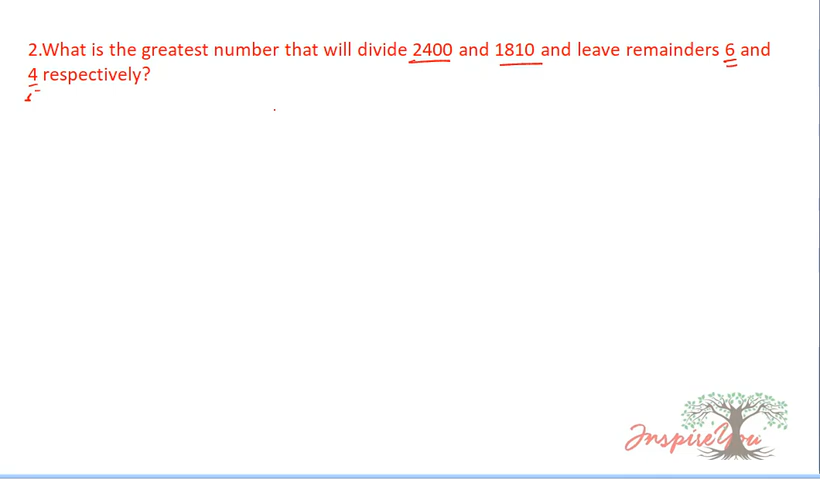 2.What is the greatest number that will divide 2400 and 1810 and leave remainders 6 and
4 respectively?
InspireYou